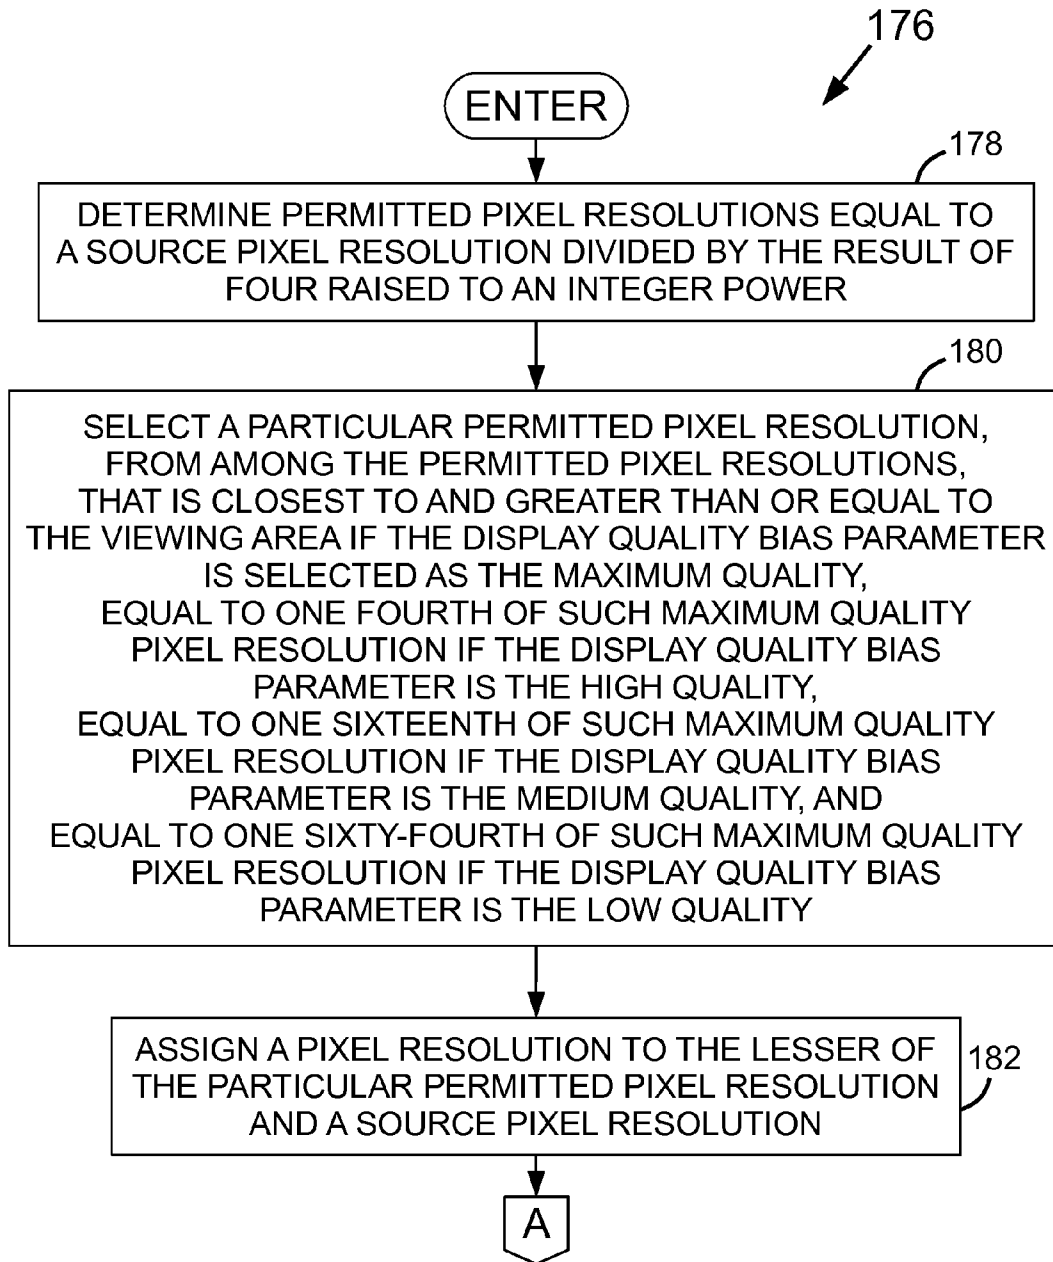 176
ENTER
178
DETERMINE PERMITTED PIXEL RESOLUTIONS EQUAL TO
A SOURCE PIXEL RESOLUTION DIVIDED BY THE RESULT OF
FOUR RAISED TO AN INTEGER POWER
180
SELECT A PARTICULAR PERMITTED PIXEL RESOLUTION,
FROM AMONG THE PERMITTED PIXEL RESOLUTIONS,
THAT IS CLOSEST TO AND GREATER THAN OR EQUAL TO
THE VIEWING AREA IF THE DISPLAY QUALITY BIAS PARAMETER
IS SELECTED AS THE MAXIMUM QUALITY,
EQUAL TO ONE FOURTH OF SUCH MAXIMUM QUALITY
PIXEL RESOLUTION IF THE DISPLAY QUALITY BIAS
PARAMETER IS THE HIGH QUALITY,
EQUAL TO ONE SIXTEENTH OF SUCH MAXIMUM QUALITY
PIXEL RESOLUTION IF THE DISPLAY QUALITY BIAS
PARAMETER IS THE MEDIUM QUALITY, AND
EQUAL TO ONE SIXTY-FOURTH OF SUCH MAXIMUM QUALITY
PIXEL RESOLUTION IF THE DISPLAY QUALITY BIAS
PARAMETER IS THE LOW QUALITY
ASSIGN A PIXEL RESOLUTION TO THE LESSER OF
THE PARTICULAR PERMITTED PIXEL RESOLUTION
AND A SOURCE PIXEL RESOLUTION
182
A